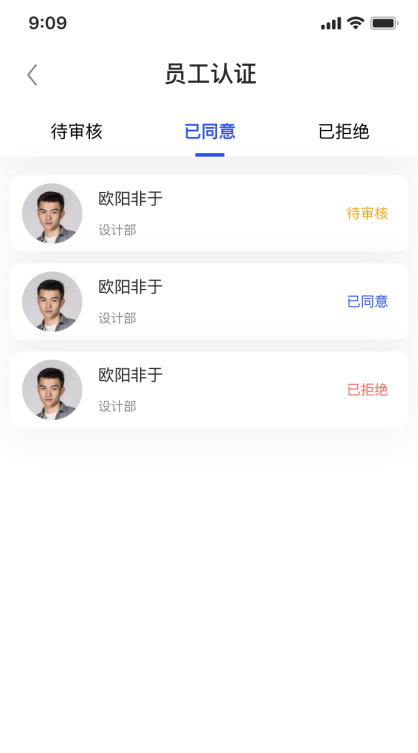 9:09
员工认证
待审核 已同意 已拒绝
欧阳非于
设计部
待审核
欧阳非于
设计部
已同意
欧阳非于
设计部
已拒绝